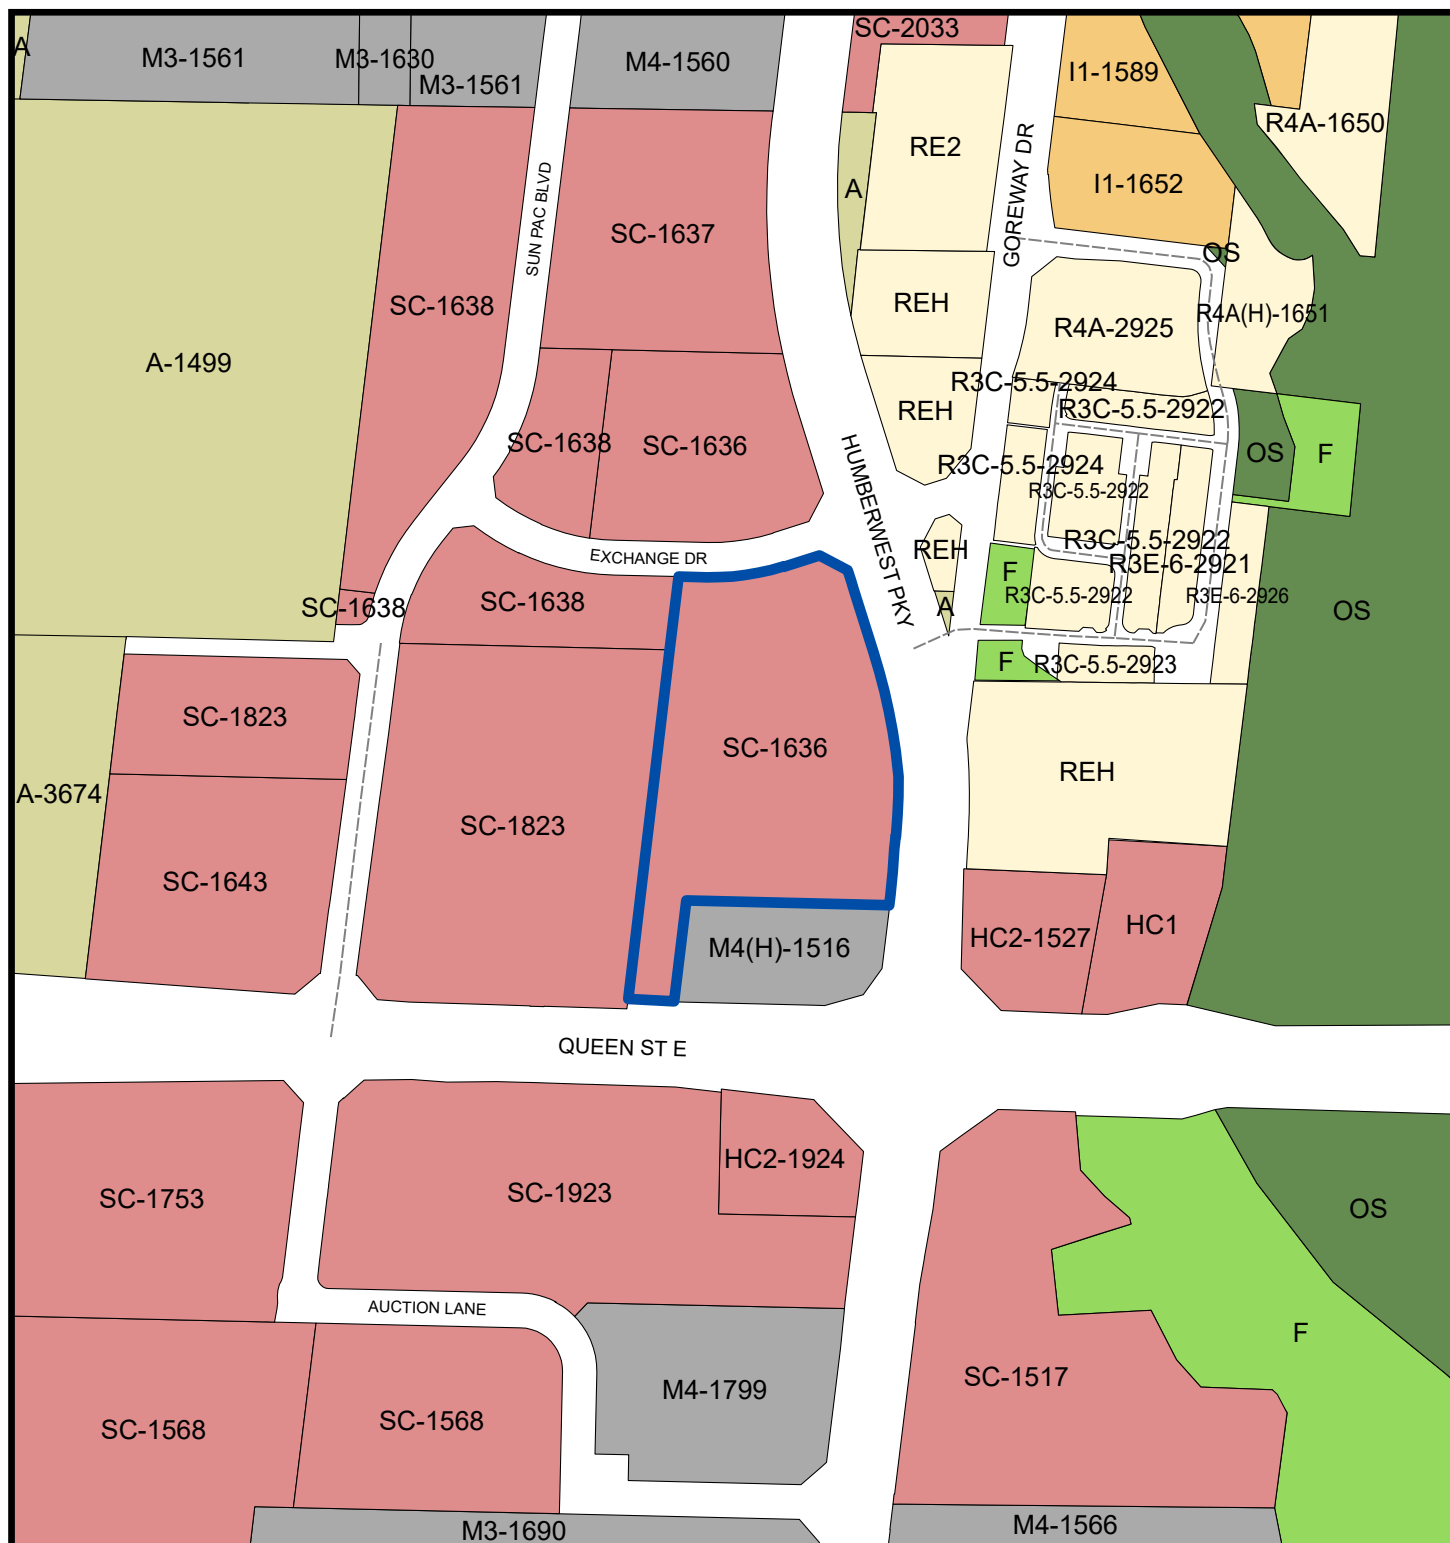 SC-2033
A
M3-1561
M3-1630
M3-1561
M4-1560
I1-1589
R4A-1650
RE2
GOREWAY DR
I1-1652
A
SUN PAC BLVD
SC-1637
OS
SC-1638
REH
R4A(H)-1651
R4A-2925
A-1499
R3C-5.5-2924
REH
R3C-5.5-2922
SC-1638
SC-1636
OS
F
R3C-5.5-2924
R3C-5.5-2922
HUMBERWEST PKY
R3C-5.5-2922
REH
EXCHANGE DR
R3E-6-2921
F
R3C-5.5-2922
R3E-6-2926
SC-1638
SC-1638
A
OS
F
R3C-5.5-2923
SC-1823
SC-1636
REH
A-3674
SC-1823
SC-1643
HC1
HC2-1527
M4(H)-1516
QUEEN ST E
HC2-1924
SC-1753
SC-1923
OS
AUCTION LANE
F
SC-1517
M4-1799
SC-1568
SC-1568
M4-1566
M3-1690